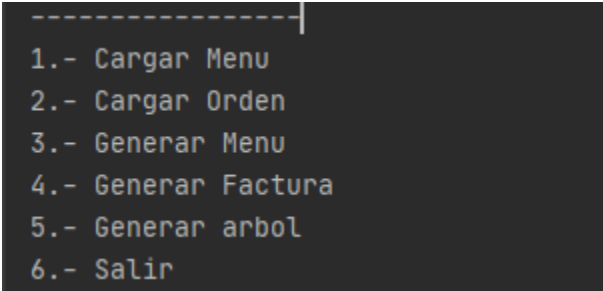 -----------------
1.- Cargar Menu
2.- Cargar Orden
3.- Generar Menu
4.- Generar Factura
5.- Generar arbol
6.- Salir